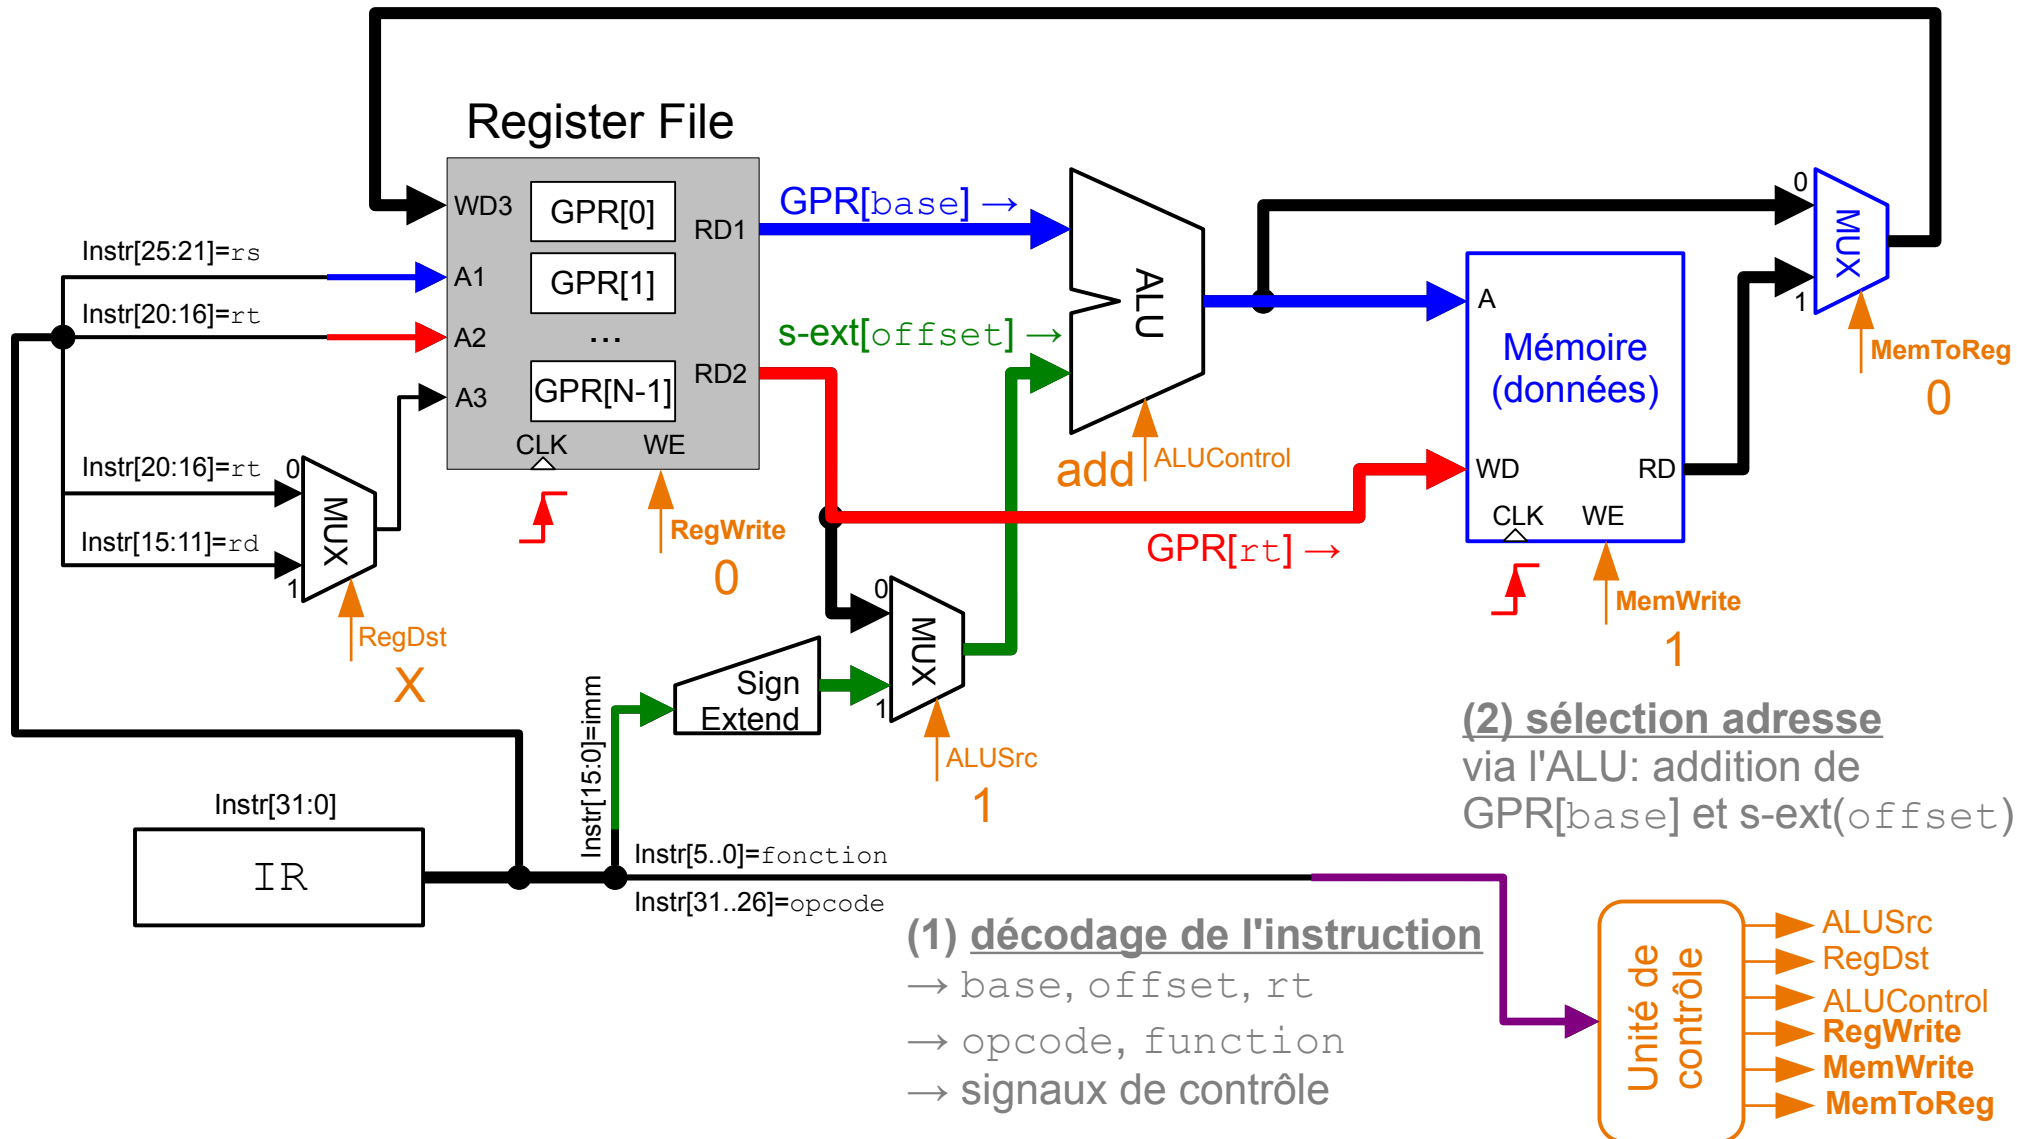 Register File
WD3
GPR[0]
RD1
GPR[base] →
Instr[25:21]=rs
A1
GPR[1]
Instr[20:16]=rt
A2
...
s-ext[offset] →
RD2
A3
GPR[N-1]
CLK
WE
RegWrite
0
Instr[20:16]=rt
Instr[15:11]=rd
0
1
MUX
RegDst
X
ALU
add
ALUControl
GPR[rt] →
0
1
MUX
ALUSrc
1
Sign
Extend
Instr[15:0]=imm
A
Mémoire
(données)
WD
RD
CLK
WE
MemWrite
1
0
1
MUX
MemToReg
0
(2) sélection adresse
via l'ALU: addition de
GPR[base] et s-ext(offset)
Instr[31:0]
IR
Instr[5..0]=fonction
Instr[31..26]=opcode
(1) décodage de l'instruction
→ base, offset, rt
→ opcode, function
→ signaux de contrôle
Unité de
contrôle
ALUSrc
RegDst
ALUControl
RegWrite
MemWrite
MemToReg